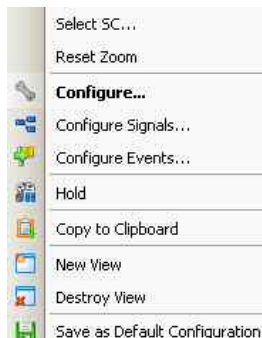 Select SC...
Reset Zoom
Configure...
Configure Signals...
Configure Events...
Hold
Copy to Clipboard
New View
Destroy View
Save as Default Configuration